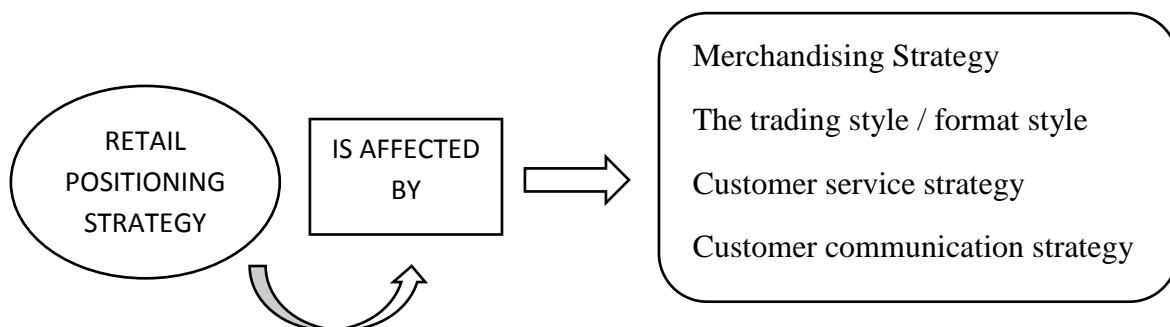 RETAIL
POSITIONING
STRATEGY
IS AFFECTED
BY
Merchandising Strategy
The trading style / format style
Customer service strategy
Customer communication strategy